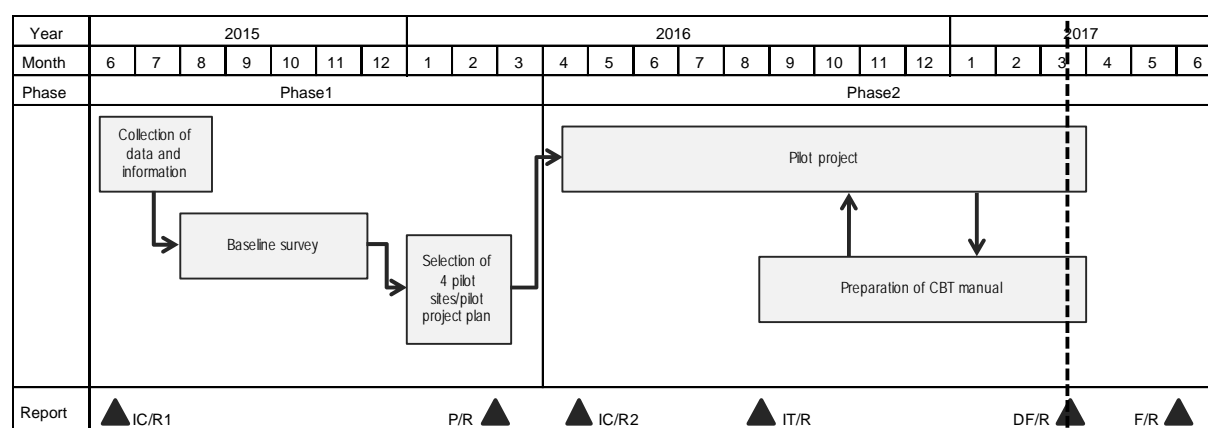 Year 2015 2016 2017
Month 6 7 8 9 10 11 12 1 2 3 4 5 6 7 8 9 10 11 12 1 2 3 4 5 6
Phase Phase1 Phase2
Collection of
data and
information
Pilot project
Baseline survey
Selection of
4 pilot
sites/pilot
project plan
Preparation of CBT manual
Report IC/R1 P/R IC/R2 IT/R DF/R F/R